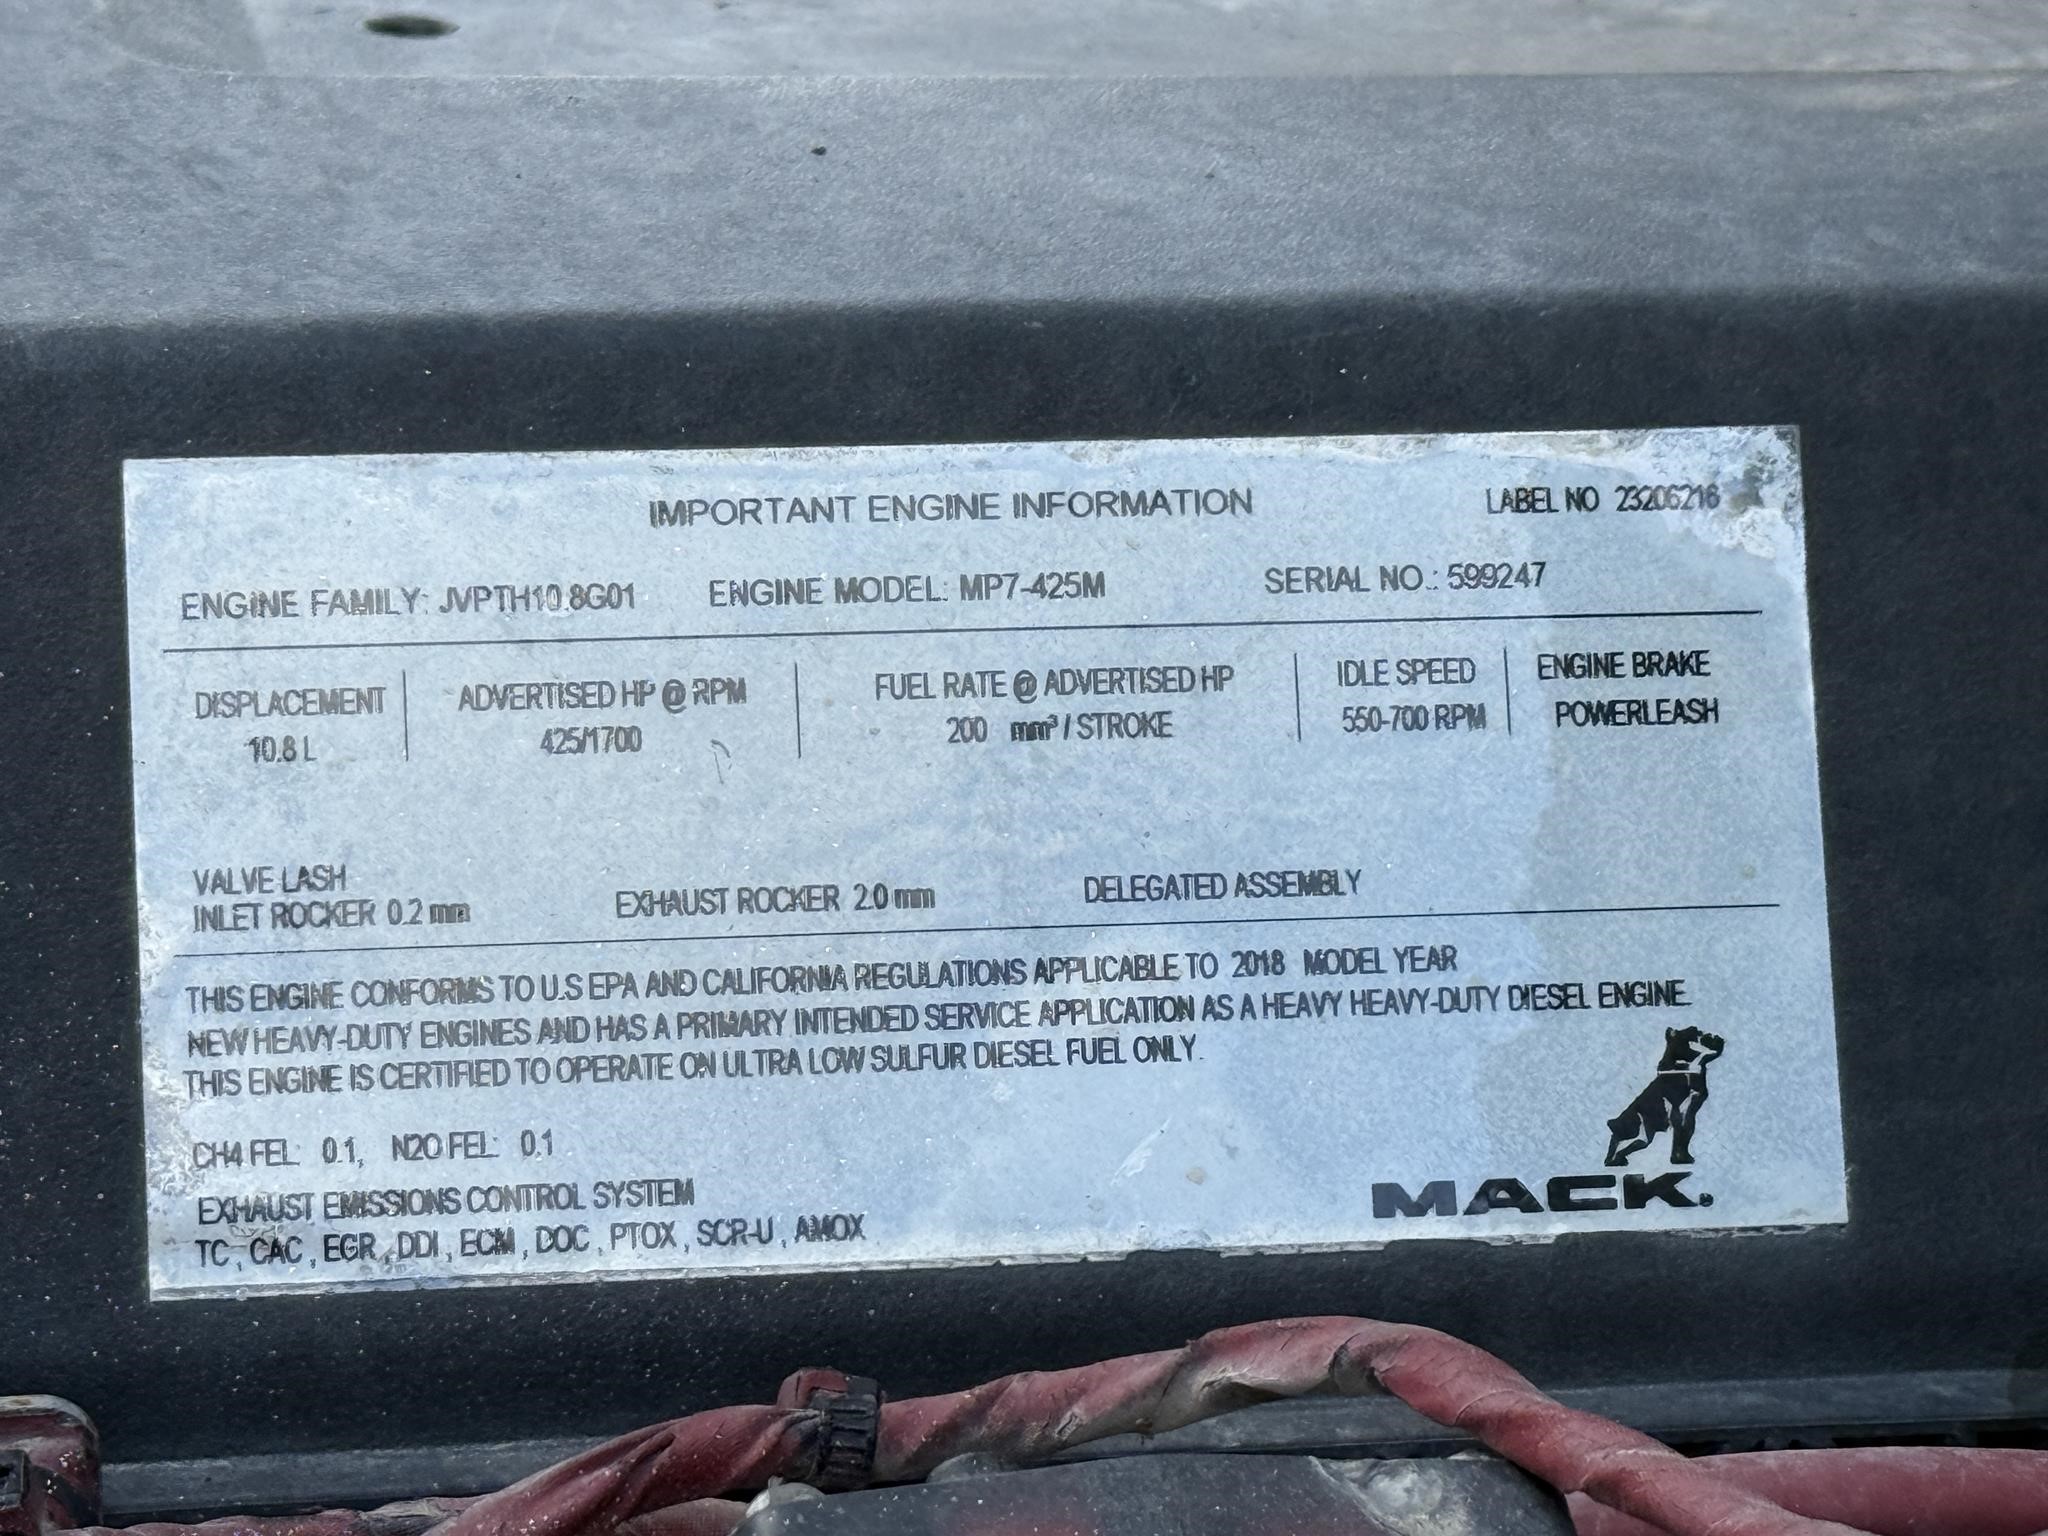 IMPORTANT ENGINE INFORMATION LABEL NO 23206218
ENGINE FAMILY: JVPTH10.8G01 ENGINE MODEL: MP7-425M SERIAL NO.: 599247
DISPLACEMENT ADVERTISED HP @ RPM FUEL RATE @ ADVERTISED HP IDLE SPEED ENGINE BRAKE
10.8 L 425/1700 200 mm³ / STROKE 550-700 RPM POWERLEASH
VALVE LASH
INLET ROCKER 0.2 mm EXHAUST ROCKER 2.0 mm DELEGATED ASSEMBLY
THIS ENGINE CONFORMS TO U.S EPA AND CALIFORNIA REGULATIONS APPLICABLE TO 2018 MODEL YEAR
NEW HEAVY-DUTY ENGINES AND HAS A PRIMARY INTENDED SERVICE APPLICATION AS A HEAVY HEAVY-DUTY DIESEL ENGINE
THIS ENGINE IS CERTIFIED TO OPERATE ON ULTRA LOW SULFUR DIESEL FUEL ONLY.
CH4 FEL: 0.1, N2O FEL: 0.1
EXHAUST EMISSIONS CONTROL SYSTEM
TC , CAC , EGR , DDI , ECM , DOC , PTOX , SCR-U , AMOX
MACK.